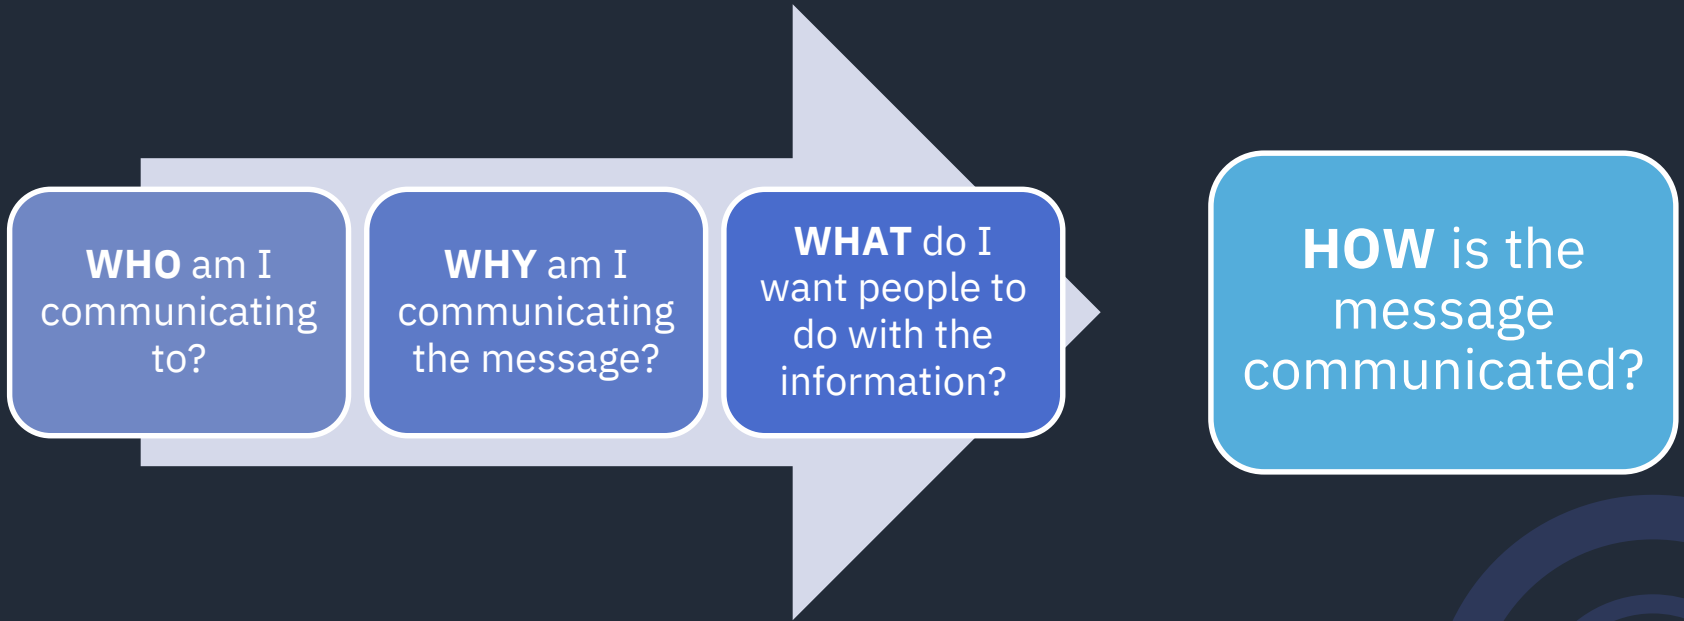 WHO am I
communicating
to?
WHY am I
communicating
the message?
WHAT do I
want people to
do with the
information?
HOW is the
message
communicated?